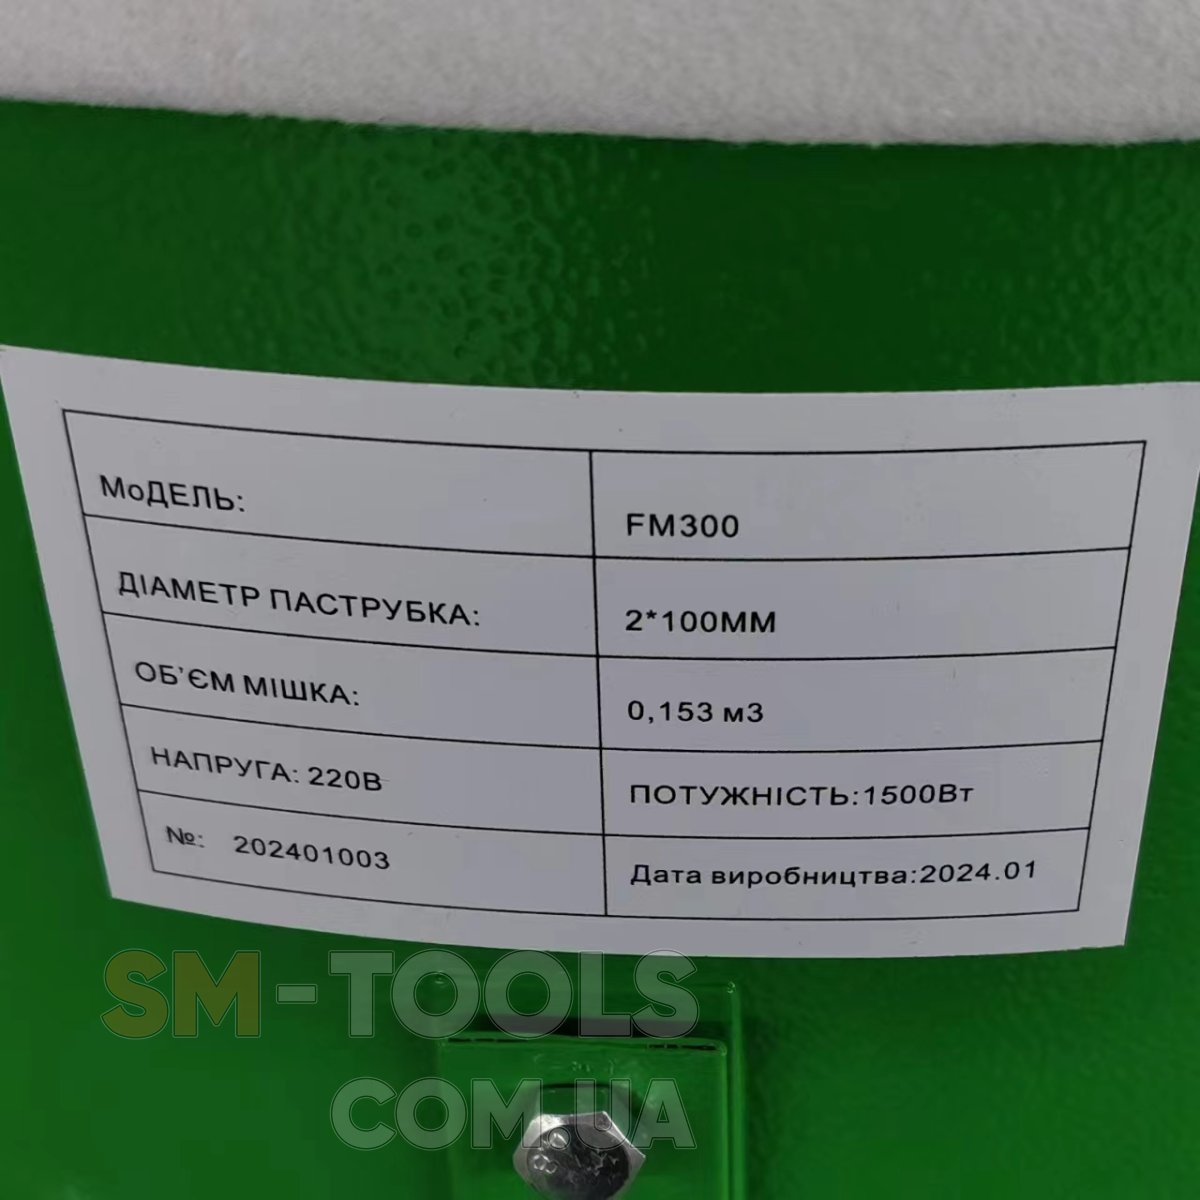 МоДЕЛЬ: FM300
ДІАМЕТР ПАСТРУБКА: 2*100ММ
ОБ'ЄМ МІШКА: 0,153 м3
НАПРУГА: 220В ПОТУЖНІСТЬ:1500Вт
№: 202401003 Дата виробництва:2024.01
SM-TOOLS
COM.UA
8